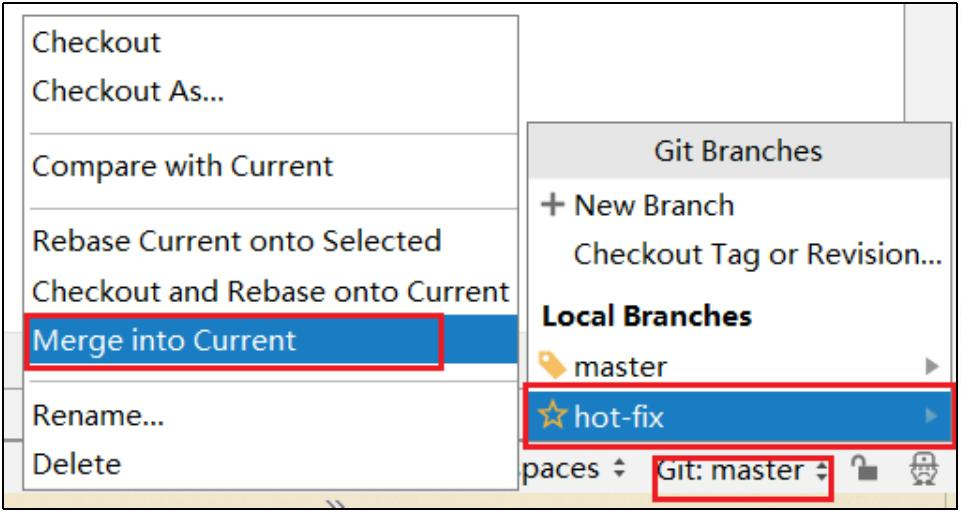 Checkout
Checkout As...
Compare with Current
Rebase Current onto Selected
Checkout and Rebase onto Current
Merge into Current
Rename...
Delete
Git Branches
New Branch
Checkout Tag or Revision...
Local Branches
master
hot-fix
paces
Git: master